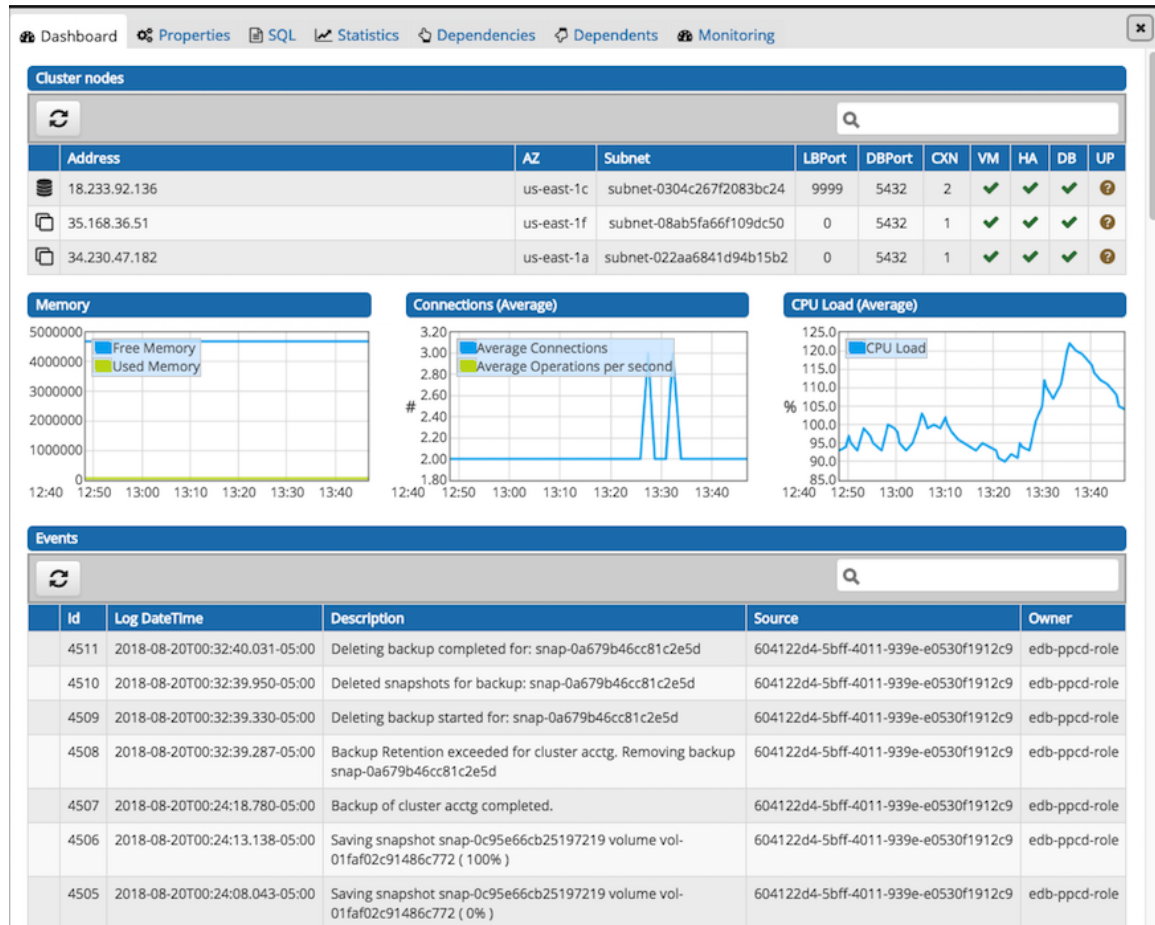 Dashboard Properties SQL Statistics Dependencies Dependents Monitoring
Cluster nodes
Address AZ Subnet LBPort DBPort CXN VM HA DB UP
18.233.92.136 us-east-1c subnet-0304c267f2083bc24 9999 5432 2
35.168.36.51 us-east-1f subnet-08ab5fa66f109dc50 0 5432 1
34.230.47.182 us-east-1a subnet-022aa6841d94b15b2 0 5432 1
Memory
5000000
4000000
3000000
2000000
1000000
0
Free Memory
Used Memory
12:40 12:50 13:00 13:10 13:20 13:30 13:40
Connections (Average)
#
3.20
3.00
2.80
2.60
2.40
2.20
2.00
1.80
Average Connections
Average Operations per second
12:40 12:50 13:00 13:10 13:20 13:30 13:40
CPU Load (Average)
%
125.0
120.0
115.0
110.0
105.0
100.0
95.0
90.0
85.0
CPU Load
12:40 12:50 13:00 13:10 13:20 13:30 13:40
Events
Id Log DateTime Description Source Owner
4511 2018-08-20T00:32:40.031-05:00 Deleting backup completed for: snap-0a679b46cc81c2e5d 604122d4-5bff-4011-939e-e0530f1912c9 edb-ppcd-role
4510 2018-08-20T00:32:39.950-05:00 Deleted snapshots for backup: snap-0a679b46cc81c2e5d 604122d4-5bff-4011-939e-e0530f1912c9 edb-ppcd-role
4509 2018-08-20T00:32:39.330-05:00 Deleting backup started for: snap-0a679b46cc81c2e5d 604122d4-5bff-4011-939e-e0530f1912c9 edb-ppcd-role
4508 2018-08-20T00:32:39.287-05:00 Backup Retention exceeded for cluster acctg. Removing backup 604122d4-5bff-4011-939e-e0530f1912c9 edb-ppcd-role
snap-0a679b46cc81c2e5d
4507 2018-08-20T00:24:18.780-05:00 Backup of cluster acctg completed. 604122d4-5bff-4011-939e-e0530f1912c9 edb-ppcd-role
4506 2018-08-20T00:24:13.138-05:00 Saving snapshot snap-0c95e66cb25197219 volume vol- 604122d4-5bff-4011-939e-e0530f1912c9 edb-ppcd-role
01faf02c91486c772 ( 100% )
4505 2018-08-20T00:24:08.043-05:00 Saving snapshot snap-0c95e66cb25197219 volume vol- 604122d4-5bff-4011-939e-e0530f1912c9 edb-ppcd-role
01faf02c91486c772 ( 0% )